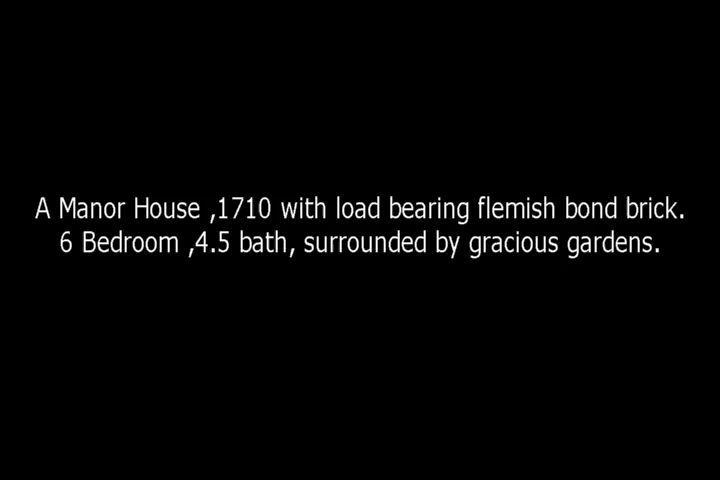 A Manor House ,1710 with load bearing flemish bond brick.
6 Bedroom ,4.5 bath, surrounded by gracious gardens.